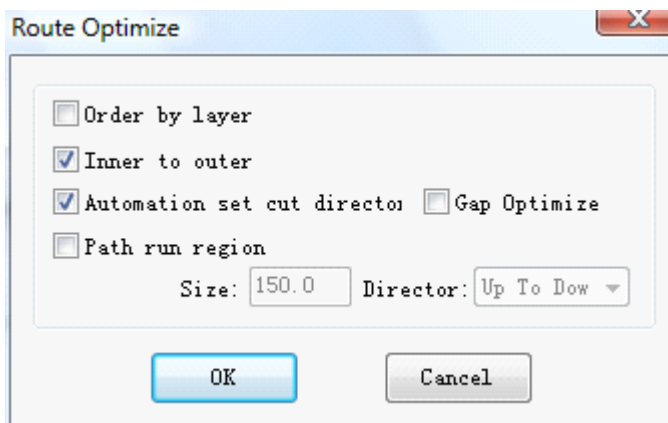 Route Optimize
Order by layer
Inner to outer
Automation set cut director Gap Optimize
Path run region
Size: 150.0 Director: Up To Dow
OK Cancel